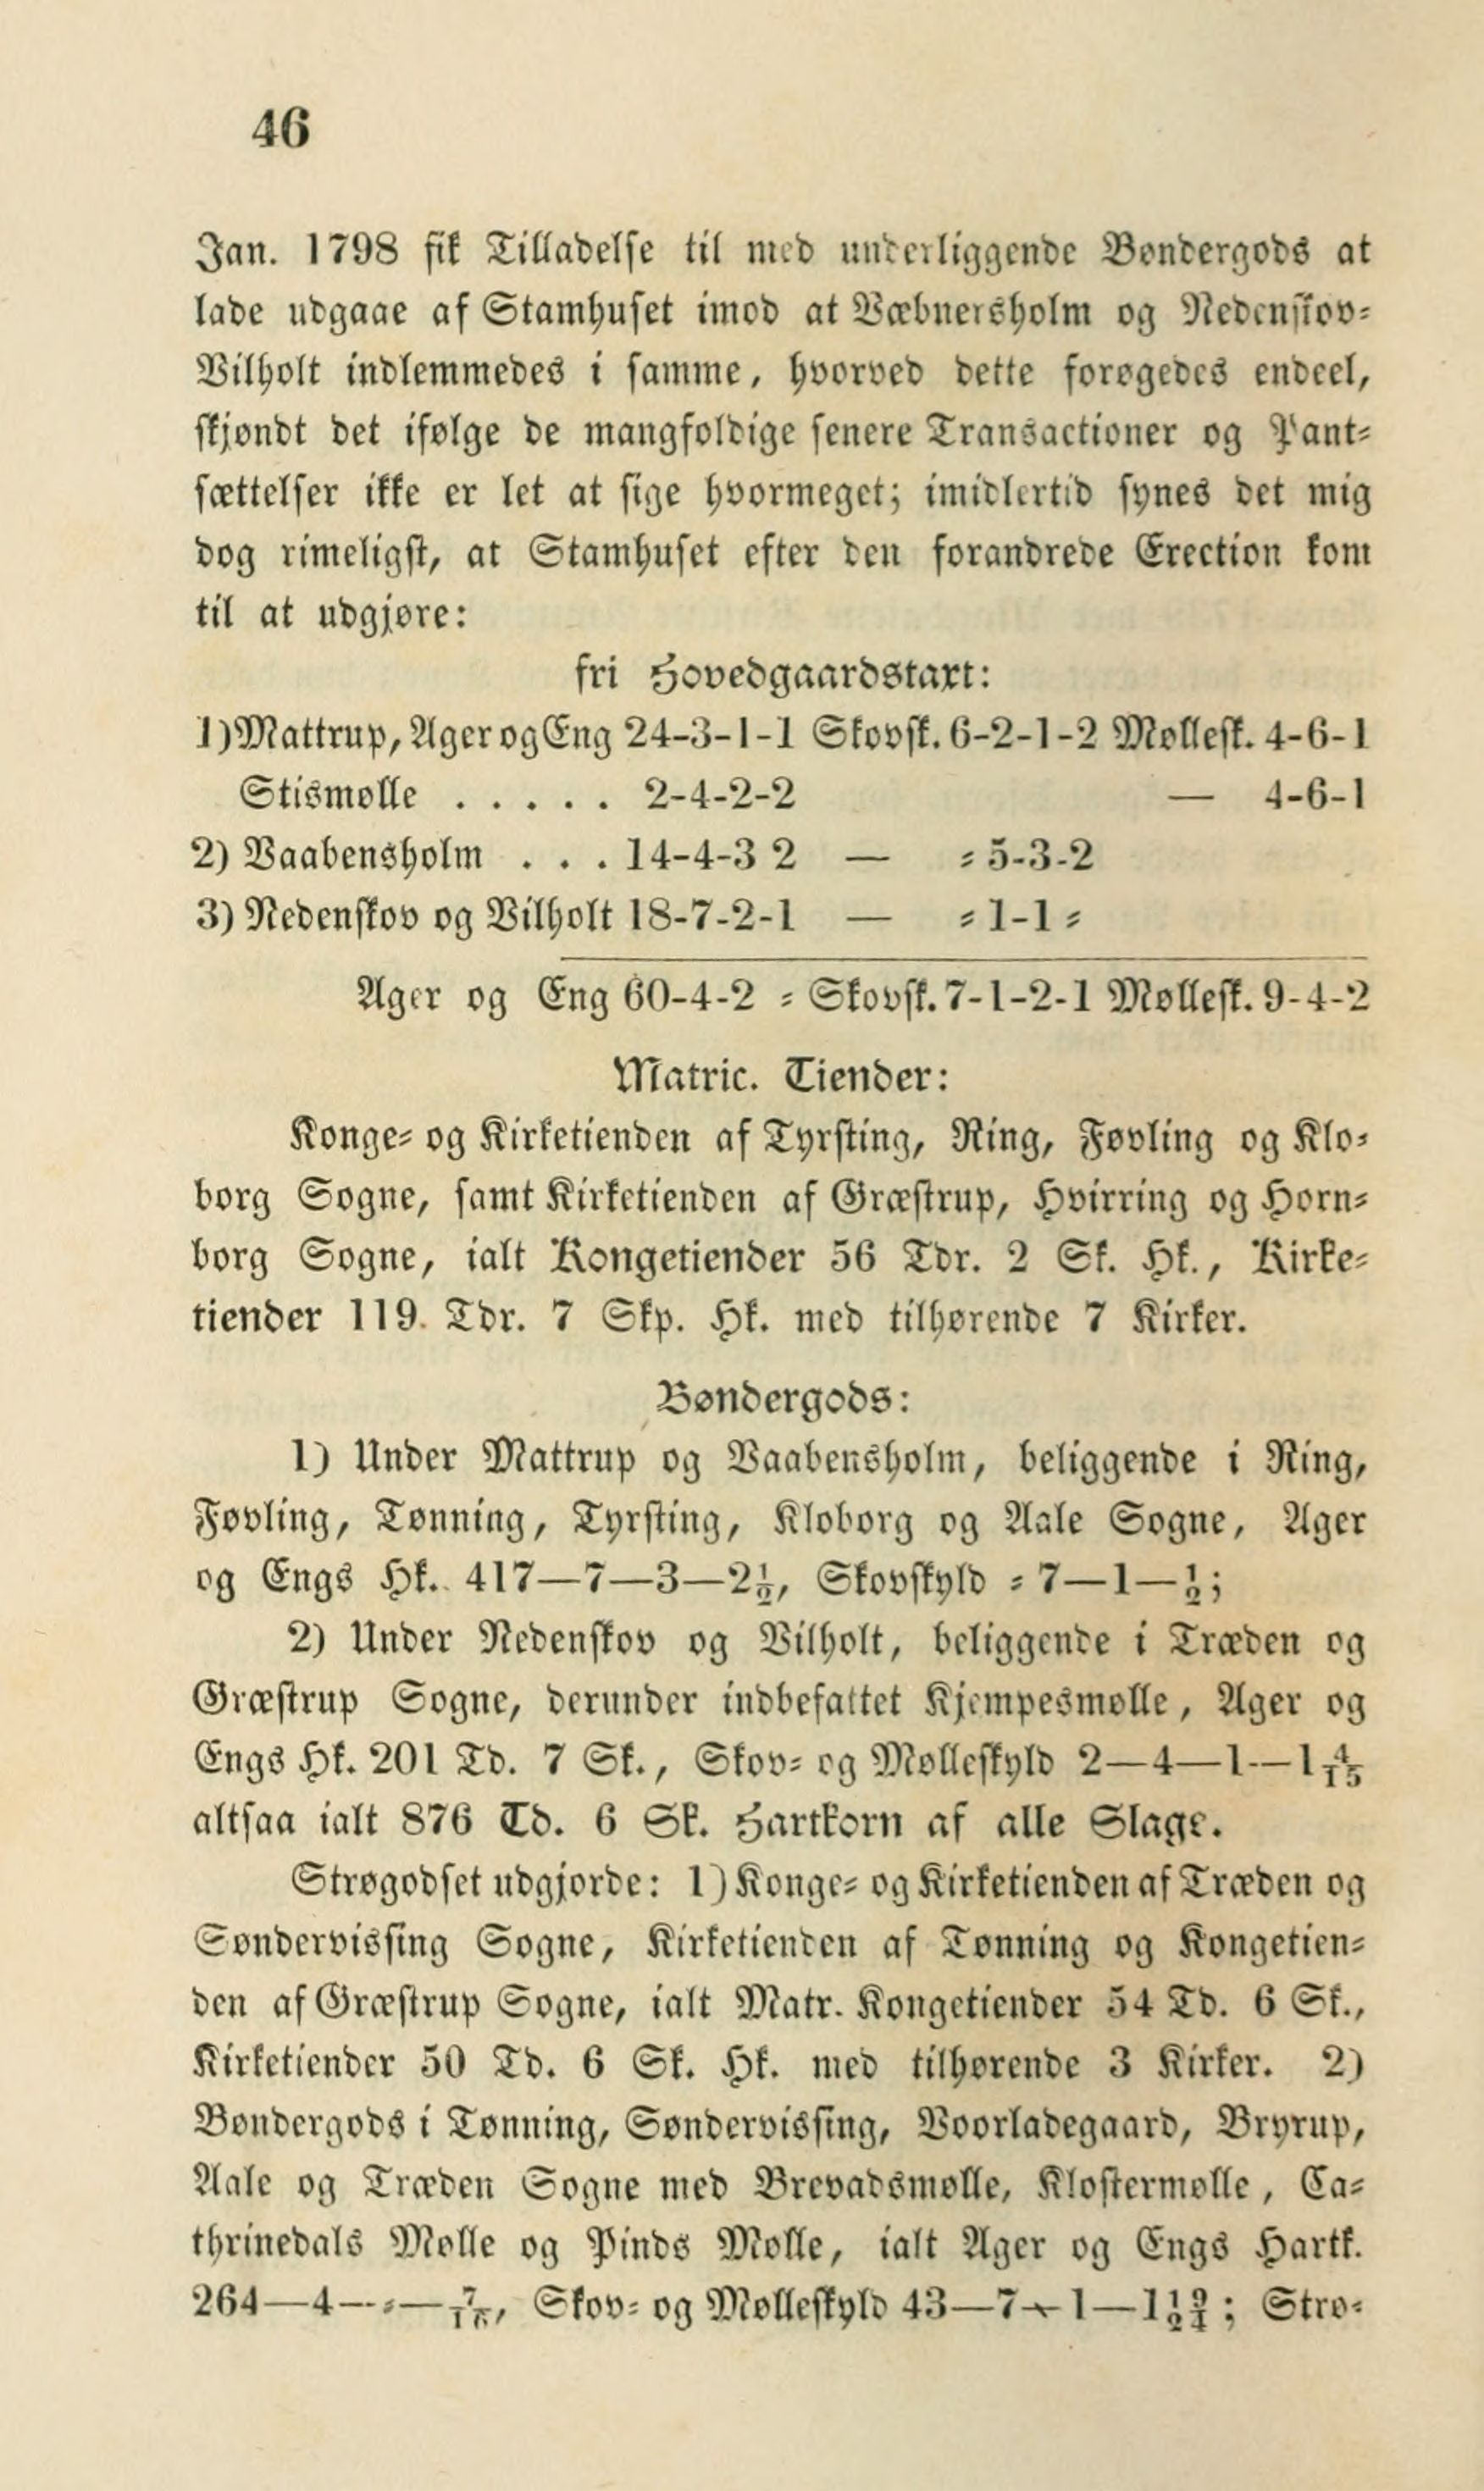 46
Jan. 1798 fik Tilladelse til med underliggende Bøndergods at
lade udgaae af Stamhuset imod at Væbnersholm og Nedenskov-
Vilholt indlemmedes i samme, hvorved dette forøgedes endeel,
skjøndt det ifølge de mangfoldige senere Transactioner og Pant-
sættelser ikke er let at sige hvormeget; imidlertid synes det mig
dog rimeligst, at Stamhuset efter den forandrede Erection kom
til at udgjøre:
fri Hovedgaardstaxt:
1) Mattrup, Ager og Eng 24-3-1-1 Skovsk. 6-2-1-2 Møllesk. 4-6-1
Stismølle . . . . . 2-4-2-2 — 4-6-1
2) Vaabensholm . . . 14-4-3 2 — = 5-3-2
3) Nedenskov og Vilholt 18-7-2-1 — = 1-1 =
Ager og Eng 60-4-2 = Skovsk. 7-1-2-1 Møllesk. 9-4-2
Matric. Tiender:
Konge- og Kirketienden af Tyrsting, Ring, Føvling og Klo-
borg Sogne, samt Kirketienden af Græstrup, Hvirring og Horn-
borg Sogne, ialt Kongetiender 56 Tdr. 2 Sk. Hk., Kirke-
tiender 119 Tdr. 7 Skp. Hk. med tilhørende 7 Kirker.
Bøndergods:
1) Under Mattrup og Vaabensholm, beliggende i Ring,
Føvling, Tønning, Tyrsting, Kloborg og Aale Sogne, Ager
og Engs Hk. 417—7—3—2½, Skovskyld = 7—1—½;
2) Under Nedenskov og Vilholt, beliggende i Træden og
Græstrup Sogne, derunder indbefattet Kjempesmølle, Ager og
Engs Hk. 201 Td. 7 Sk., Skov- og Mølleskyld 2—4—1—1 4/15
altsaa ialt 876 Td. 6 Sk. Hartkorn af alle Slags.
Strøgodset udgjorde: 1) Konge- og Kirketienden af Træden og
Søndervissing Sogne, Kirketienden af Tønning og Kongetien-
den af Græstrup Sogne, ialt Matr. Kongetiender 54 Td. 6 Sk.,
Kirketiender 50 Td. 6 Sk. Hk. med tilhørende 3 Kirker. 2)
Bøndergods i Tønning, Søndervissing, Voorladegaard, Bryrup,
Aale og Træden Sogne med Brevadsmølle, Klostermølle, Ca-
thrinedals Mølle og Pinds Mølle, ialt Ager og Engs Hartk.
264—4—=— Skov- og Mølleskyld 43—7—1—1 ; Strø-